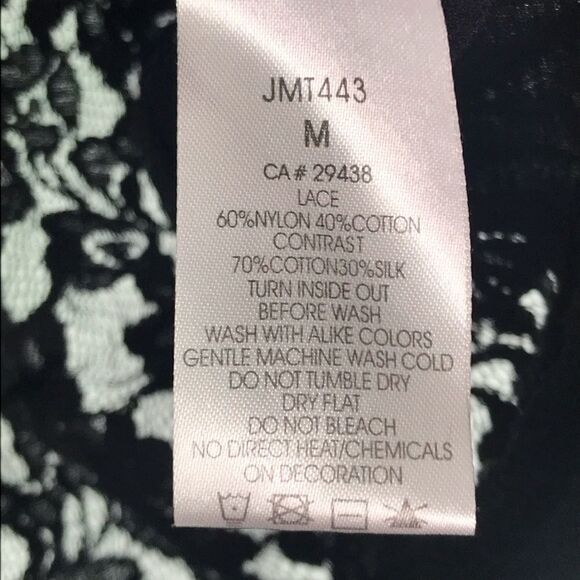 JMT443
M
CA# 29438
LACE
60%NYLON 40%COTTON
CONTRAST
70%COTTON30%SILK
TURN INSIDE OUT
BEFORE WASH
WASH WITH ALIKE COLORS
GENTLE MACHINE WASH COLD
DO NOT TUMBLE DRY
DRY FLAT
DO NOT BLEACH
NO DIRECT HEAT/CHEMICALS
ON DECORATION